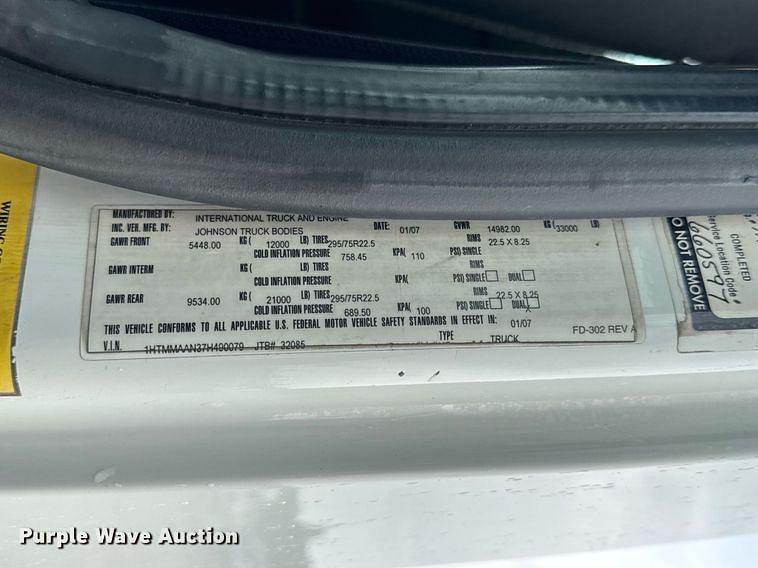 WIRING
MANUFACTURED BY: INTERNATIONAL TRUCK AND ENGINE
INC. VEH. MFG. BY: JOHNSON TRUCK BODIES DATE: 01/07 GVWR 14982.00 KG ( 33000 LB)
GAWR FRONT 5448.00 KG ( 12000 LB) TIRES 295/75R22.5 RIMS 22.5 X 8.25
COLD INFLATION PRESSURE 758.45 KPA( 110 PSI) SINGLE
GAWR INTERM KG ( LB) TIRES RIMS
COLD INFLATION PRESSURE KPA( PSI) SINGLE DUAL
GAWR REAR 9534.00 KG ( 21000 LB) TIRES 295/75R22.5 RIMS 22.5 X 8.25
COLD INFLATION PRESSURE 689.50 KPA( 100 PSI) SINGLE DUAL X
THIS VEHICLE CONFORMS TO ALL APPLICABLE U.S. FEDERAL MOTOR VEHICLE SAFETY STANDARDS IN EFFECT IN 01/07
V.I.N. 1HTMMAAN37H490079 JTB# 32085 TYPE TRUCK
FD-302 REV A
DO NOT REMOVE
COMPLETED
Service Location Code
660597
Purple Wave Auction